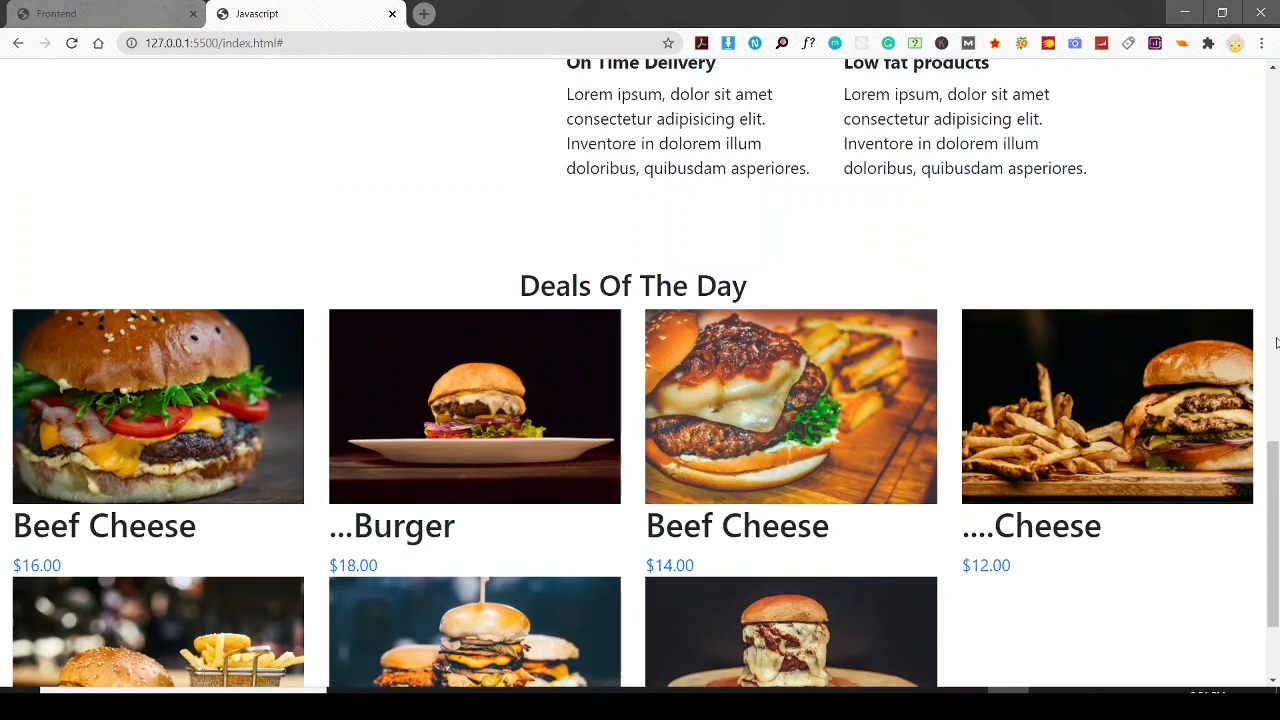 Frontend
Javascript
127.0.0.1:5500/index.html#
On Time Delivery
Low fat products
Lorem ipsum, dolor sit amet
consectetur adipisicing elit.
Inventore in dolorem illum
doloribus, quibusdam asperiores.
Lorem ipsum, dolor sit amet
consectetur adipisicing elit.
Inventore in dolorem illum
doloribus, quibusdam asperiores.
Deals Of The Day
Beef Cheese
...Burger
Beef Cheese
....Cheese
$16.00
$18.00
$14.00
$12.00